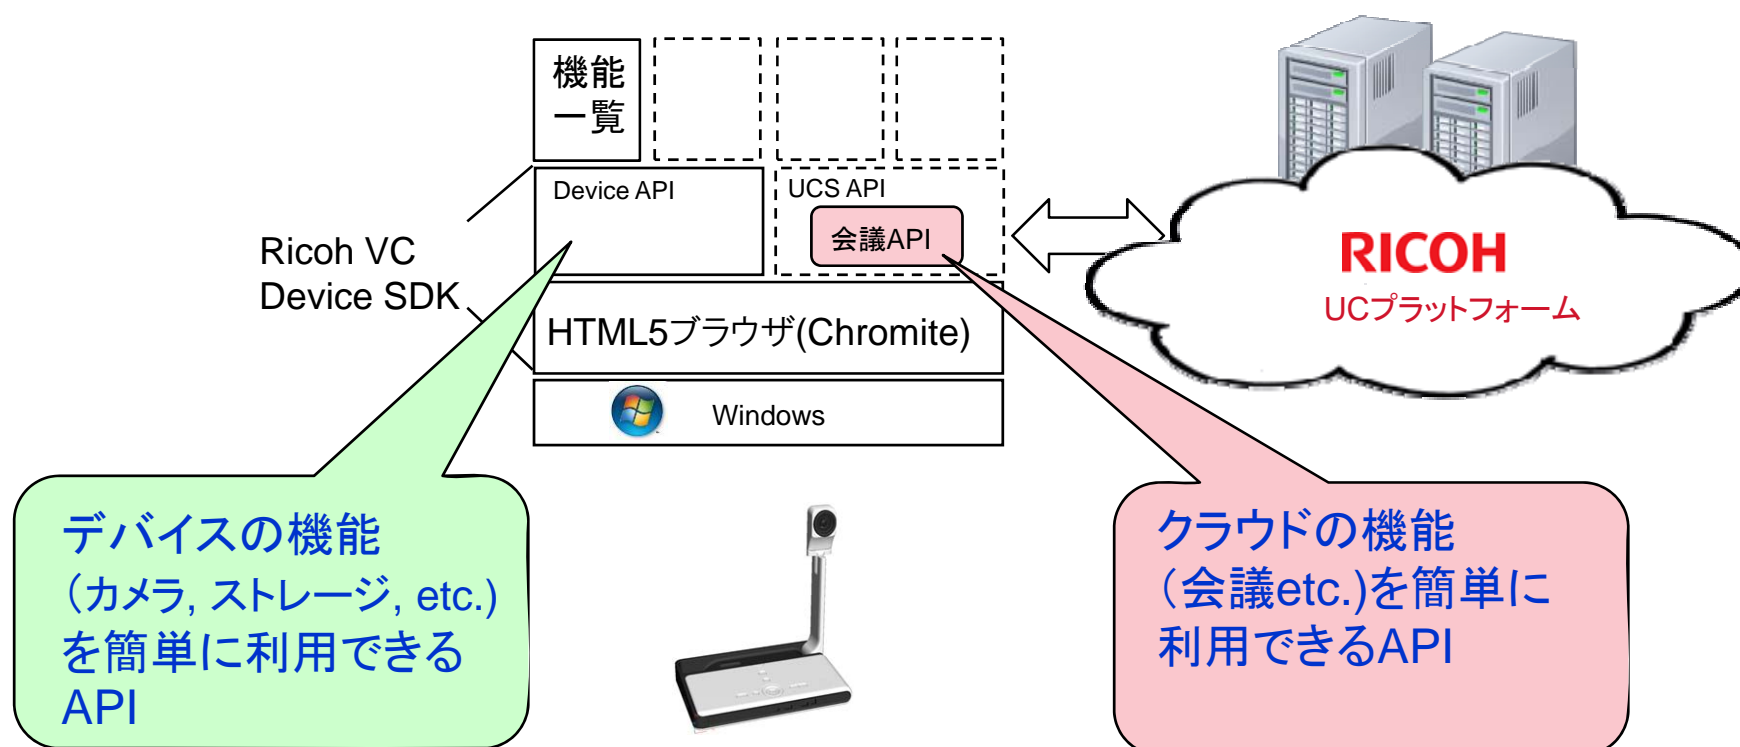 機能
一覧
Device API
UCS API
会議API
Ricoh VC
Device SDK
HTML5ブラウザ(Chromite)
Windows
RICOH
UCプラットフォーム
デバイスの機能
（カメラ, ストレージ, etc.)
を簡単に利用できる
API
クラウドの機能
（会議etc.)を簡単に
利用できるAPI